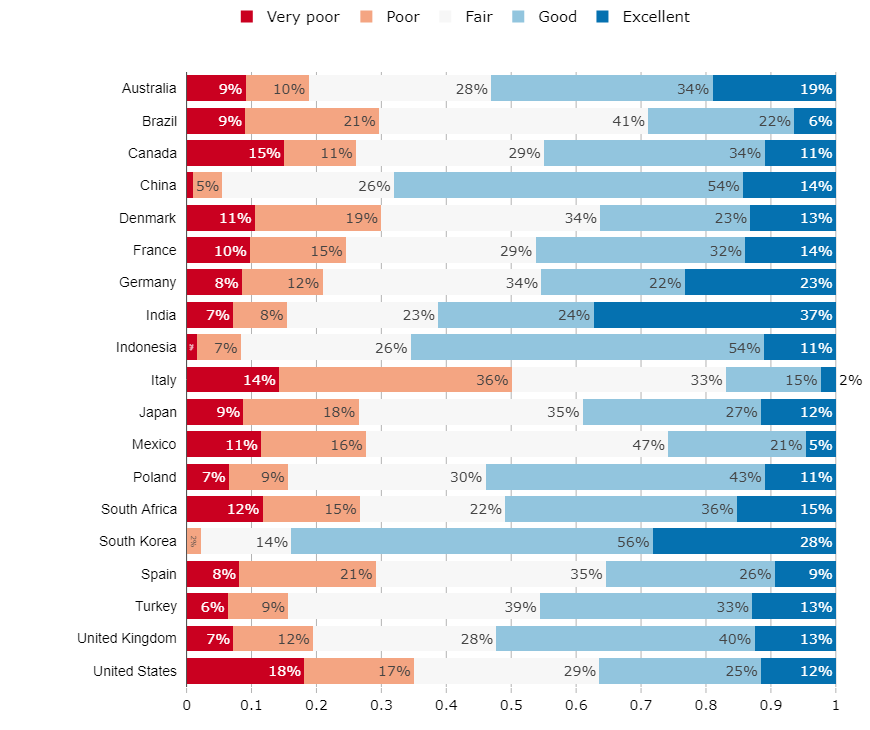 Very poor Poor Fair Good Excellent
Australia 9% 10% 28% 34% 19%
Brazil 9% 21% 41% 22% 6%
Canada 15% 11% 29% 34% 11%
China 5% 26% 54% 14%
Denmark 11% 19% 34% 23% 13%
France 10% 15% 29% 32% 14%
Germany 8% 12% 34% 22% 23%
India 7% 8% 23% 24% 37%
Indonesia 7% 26% 54% 11%
Italy 14% 36% 33% 15% 2%
Japan 9% 18% 35% 27% 12%
Mexico 11% 16% 47% 21% 5%
Poland 7% 9% 30% 43% 11%
South Africa 12% 15% 22% 36% 15%
South Korea 2% 14% 56% 28%
Spain 8% 21% 35% 26% 9%
Turkey 6% 9% 39% 33% 13%
United Kingdom 7% 12% 28% 40% 13%
United States 18% 17% 29% 25% 12%
0 0.1 0.2 0.3 0.4 0.5 0.6 0.7 0.8 0.9 1